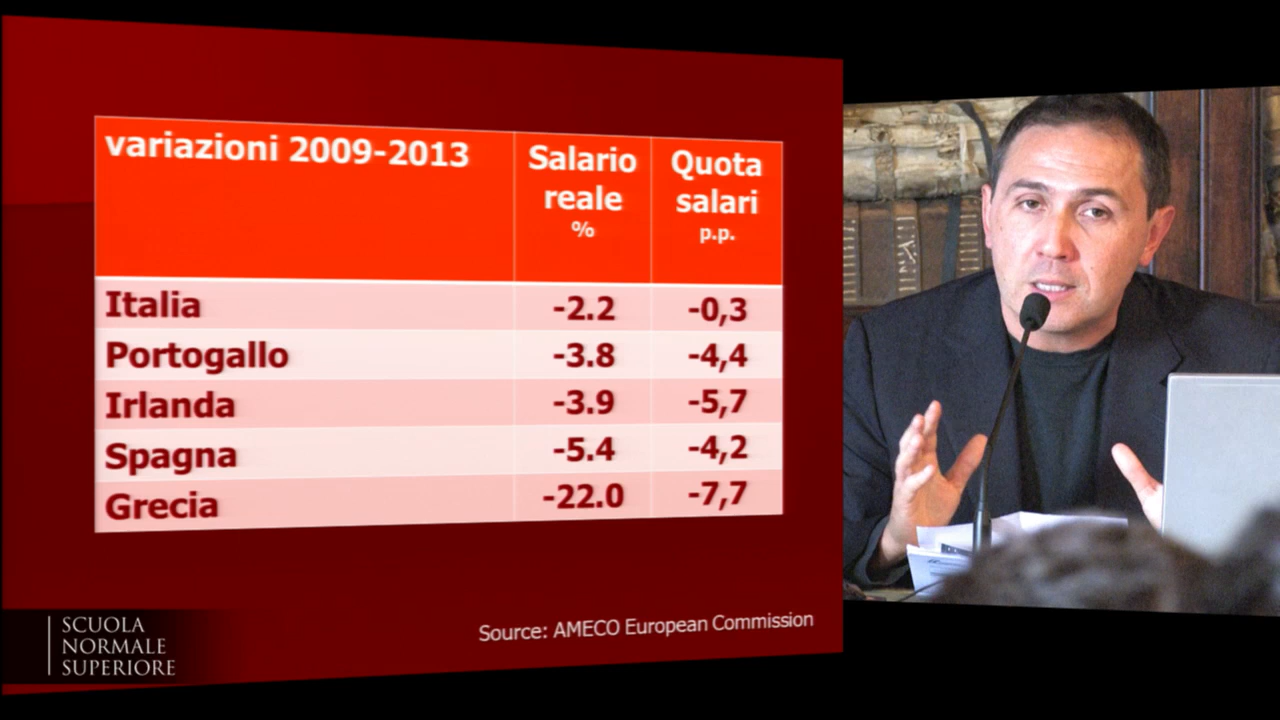 variazioni 2009-2013
Salario reale %
Quota salari p.p.
Italia -2.2 -0,3
Portogallo -3.8 -4,4
Irlanda -3.9 -5,7
Spagna -5.4 -4,2
Grecia -22.0 -7,7
Source: AMECO European Commission
SCUOLA
NORMALE
SUPERIORE